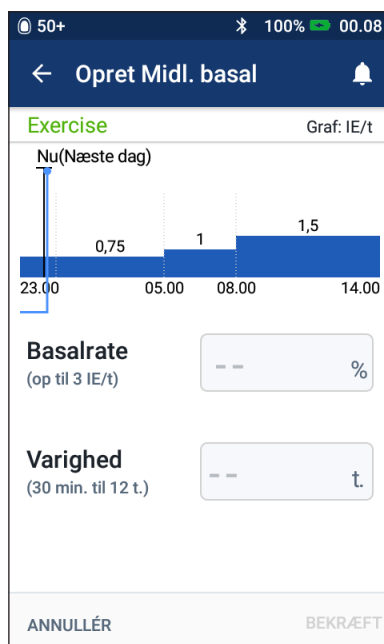 50+ 100% 00.08
Opret Midl. basal
Exercise Graf: IE/t
Nu(Næste dag)
0,75 1 1,5
23.00 05.00 08.00 14.00
Basalrate
(op til 3 IE/t)
-- %
Varighed
(30 min. til 12 t.)
-- t.
ANNULLÉR BEKRÆFT